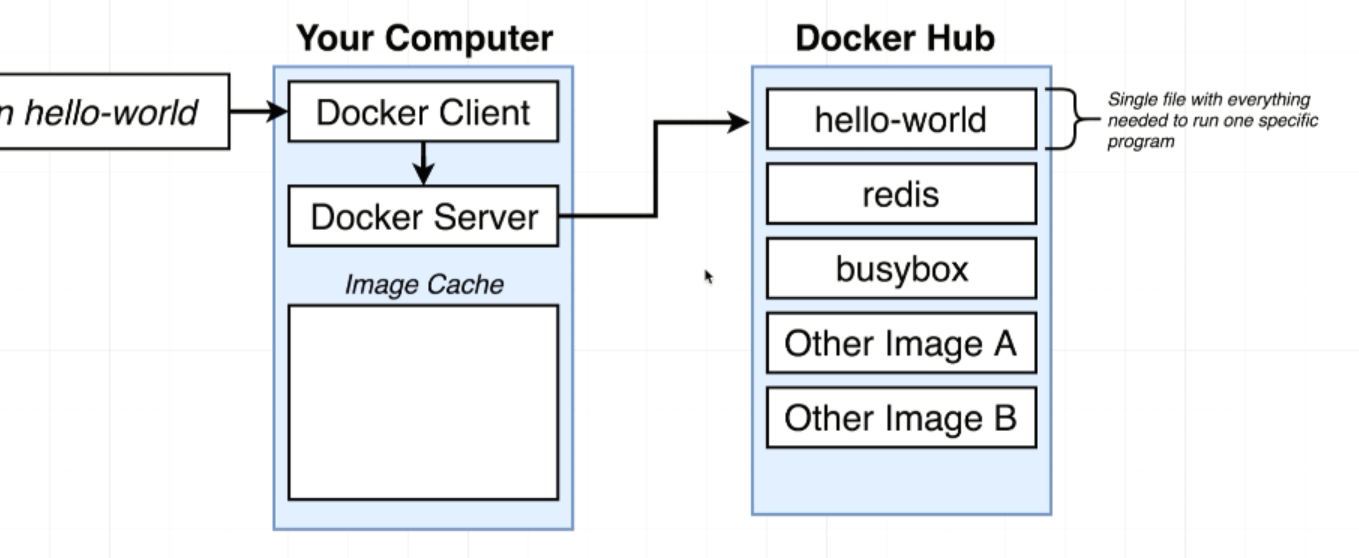 Your Computer
Docker Hub
n hello-world
Docker Client
Docker Server
Image Cache
hello-world
redis
busybox
Other Image A
Other Image B
Single file with everything
needed to run one specific
program